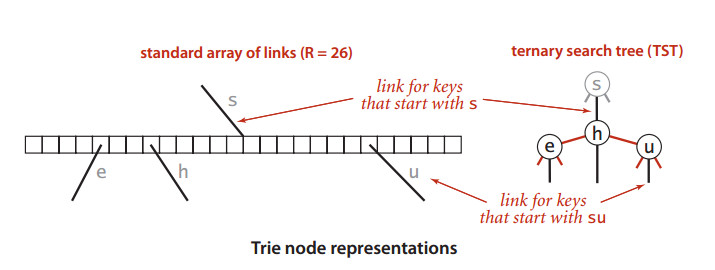 standard array of links (R = 26)
ternary search tree (TST)
link for keys
that start with s
s
s
e
h
u
e
h
u
link for keys
that start with su
Trie node representations